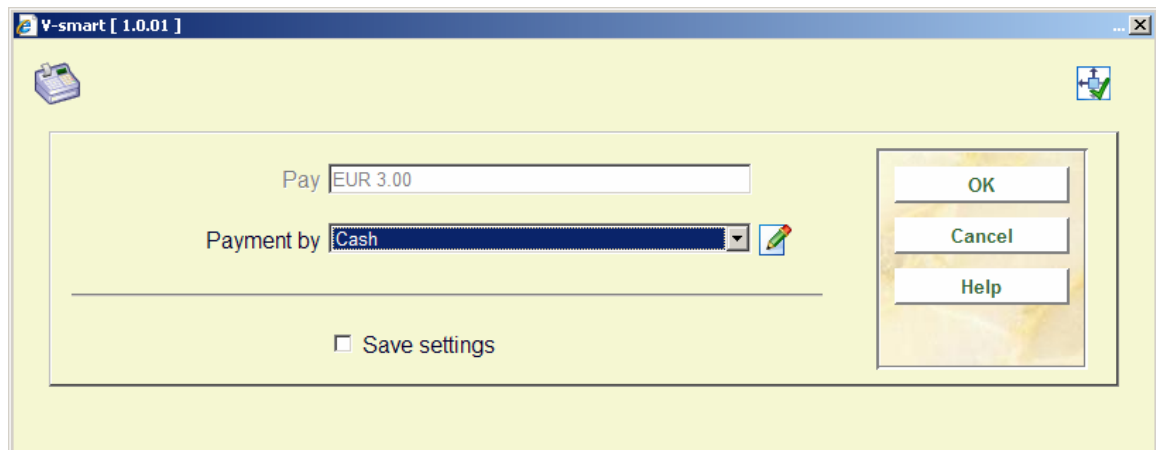 V-smart [ 1.0.01 ]
...
Pay EUR 3.00
Payment by Cash
Save settings
OK
Cancel
Help